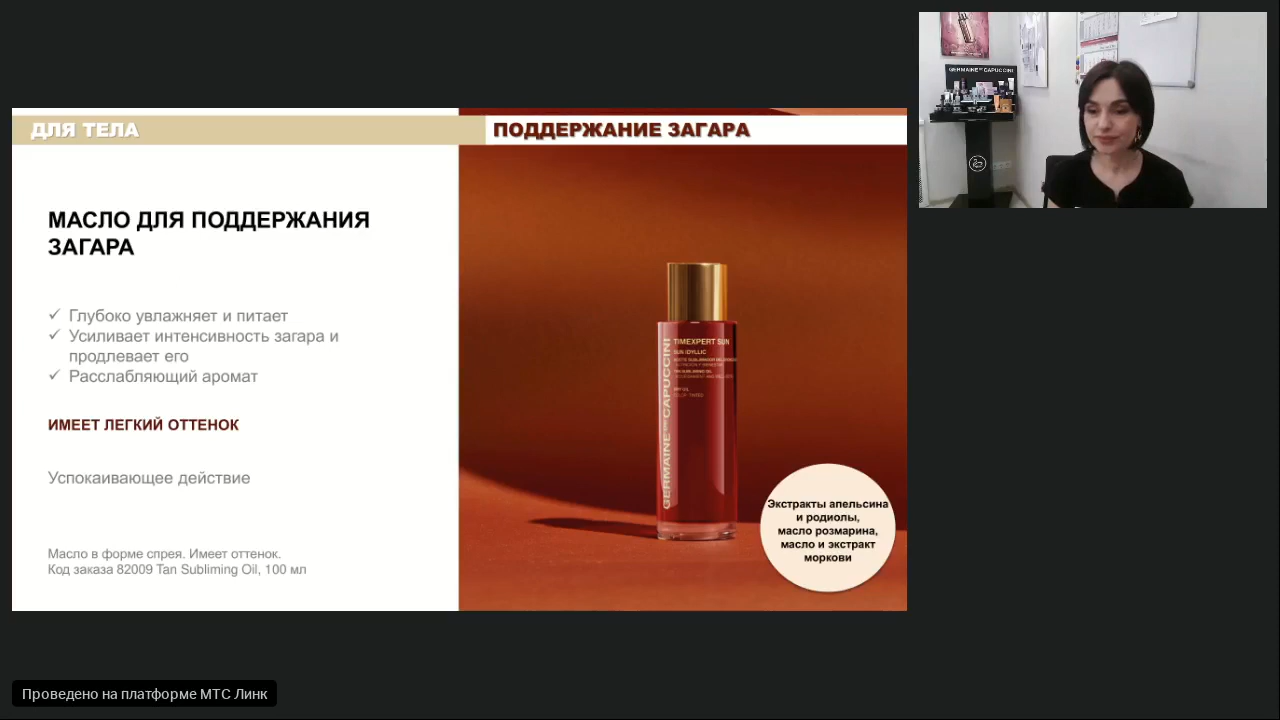 GERMAINE DE CAPUCCINI
ДЛЯ ТЕЛА
ПОДДЕРЖАНИЕ ЗАГАРА
МАСЛО ДЛЯ ПОДДЕРЖАНИЯ
ЗАГАРА
✓ Глубоко увлажняет и питает
✓ Усиливает интенсивность загара и
продлевает его
✓ Расслабляющий аромат
ИМЕЕТ ЛЕГКИЙ ОТТЕНОК
Успокаивающее действие
Масло в форме спрея. Имеет оттенок.
Код заказа 82009 Tan Subliming Oil, 100 мл
GERMAINE DE CAPUCCINI
TIMEXPERT SUN
SUN IDYLLIC
Экстракты апельсина
и родиолы,
масло розмарина,
масло и экстракт
моркови
Проведено на платформе МТС Линк